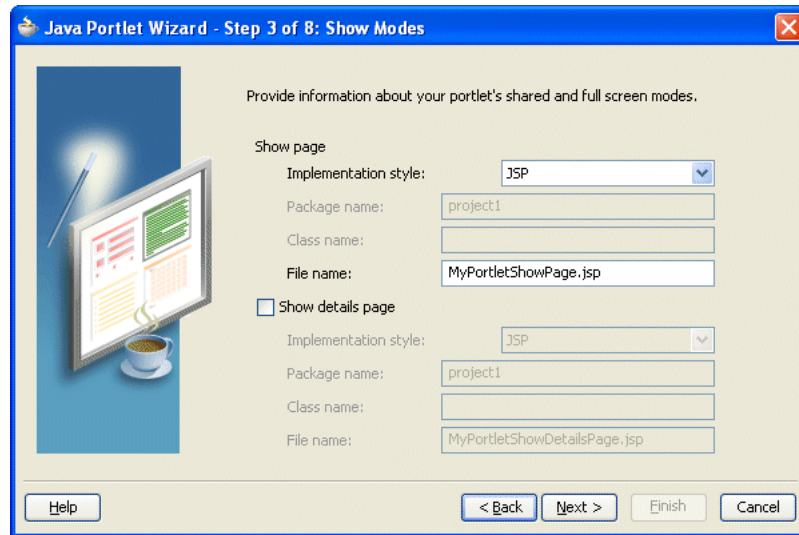 Java Portlet Wizard - Step 3 of 8: Show Modes
Provide information about your portlet's shared and full screen modes.
Show page
Implementation style: JSP
Package name: project1
Class name:
File name: MyPortletShowPage.jsp
Show details page
Implementation style: JSP
Package name: project1
Class name:
File name: MyPortletShowDetailsPage.jsp
Help < Back Next > Finish Cancel